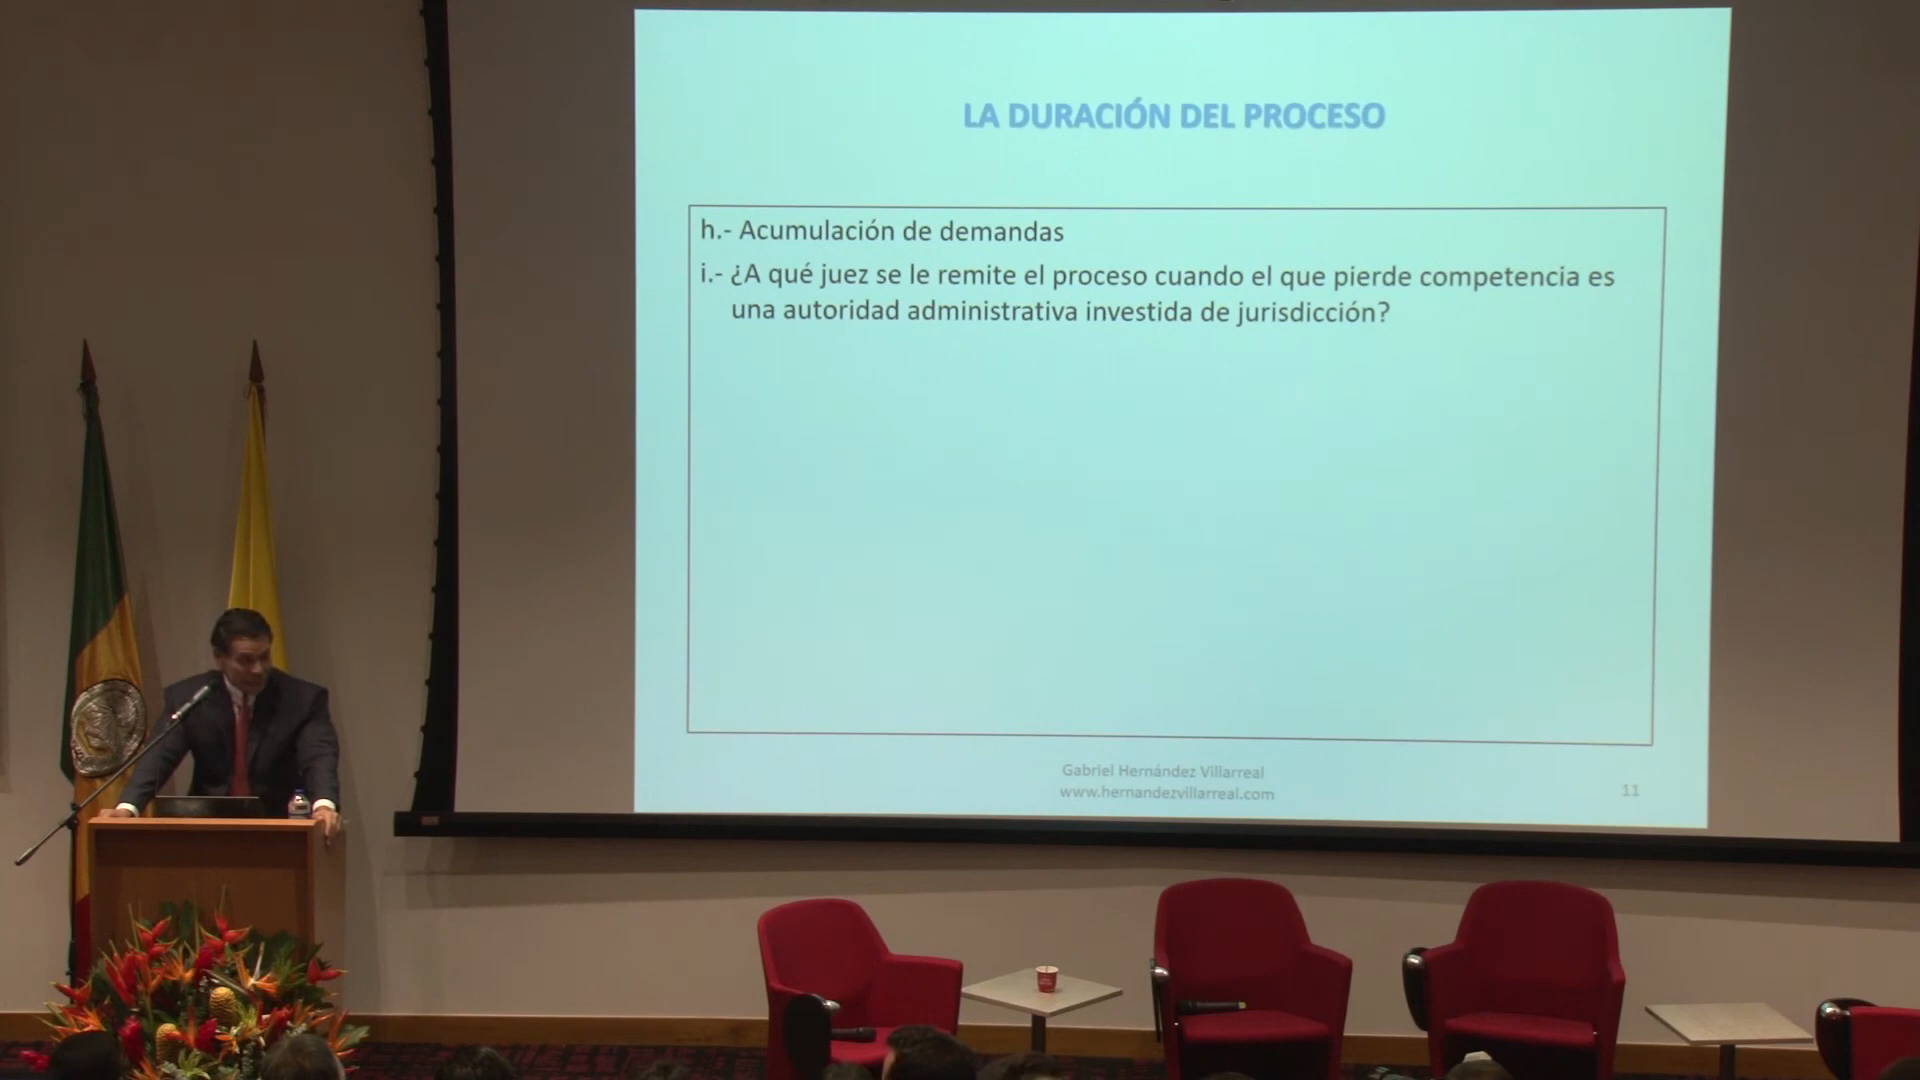 LA DURACIÓN DEL PROCESO
h.- Acumulación de demandas
i.- ¿A qué juez se le remite el proceso cuando el que pierde competencia es
una autoridad administrativa investida de jurisdicción?
Gabriel Hernández Villarreal
www.hernandezvillarreal.com
11